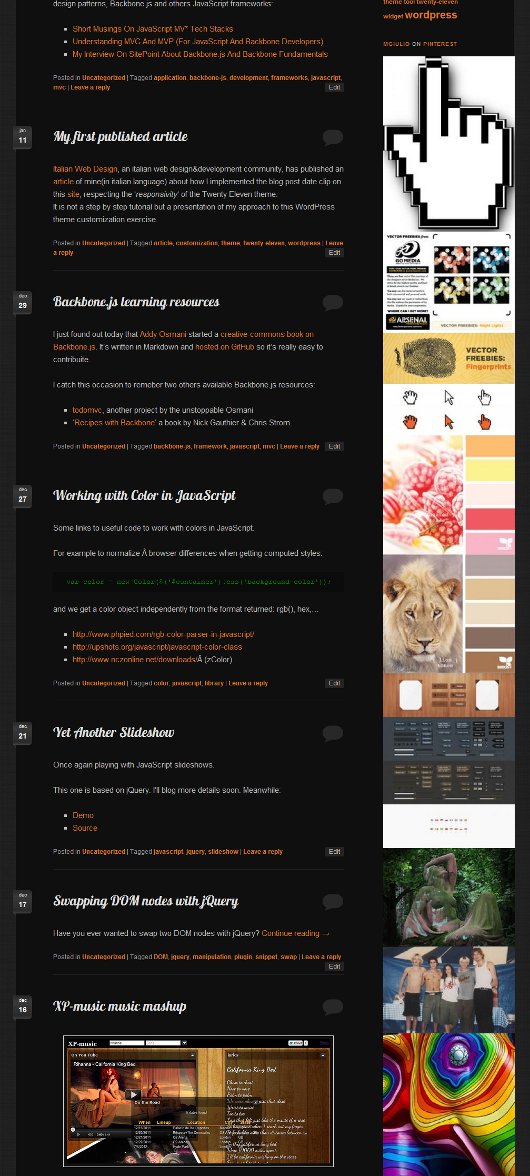 design patterns, Backbone.js and others JavaScript frameworks:
Short Musings On JavaScript MV* Tech Stacks
Understanding MVC And MVP (For JavaScript And Backbone Developers)
My Interview On SitePoint About Backbone.js And Backbone Fundamentals
Posted in Uncategorized | Tagged application, backbone-js, development, frameworks, javascript,
mvc | Leave a reply
Edit
jan
11
My first published article
Italian Web Design, an italian web design&development community, has published an
article of mine(in italian language) about how I implemented the blog post date clip on
this site, respecting the 'responsivity' of the Twenty Eleven theme.
It is not a step by step tutorial but a presentation of my approach to this WordPress
theme customization exercise.
Posted in Uncategorized | Tagged article, customization, theme, twenty eleven, wordpress | Leave
a reply
Edit
dec
29
Backbone.js learning resources
I just found out today that Addy Osmani started a creative commons book on
Backbone.js. It's written in Markdown and hosted on GitHub so it's really easy to
contribute.
I catch this occasion to remeber two others available Backbone.js resources:
todomvc, another project by the unstoppable Osmani
'Recipes with Backbone' a book by Nick Gauthier & Chris Strom
Posted in Uncategorized | Tagged backbone-js, framework, javascript, mvc | Leave a reply
Edit
dec
27
Working with Color in JavaScript
Some links to useful code to work with colors in JavaScript.
For example to normalize Â browser differences when getting computed styles:
var color = new Color($('#container').css('background color'));
and we get a color object independently from the format returned: rgb(), hex,…
http://www.phpied.com/rgb-color-parser-in-javascript/
http://upshots.org/javascript/javascript-color-class
http://www.nczonline.net/downloads/Â (zColor)
Posted in Uncategorized | Tagged color, javascript, library | Leave a reply
Edit
dec
21
Yet Another Slideshow
Once again playing with JavaScript slideshows.
This one is based on jQuery. I'll blog more details soon. Meanwhile:
Demo
Source
Posted in Uncategorized | Tagged javascript, jquery, slideshow | Leave a reply
Edit
dec
17
Swapping DOM nodes with jQuery
Have you ever wanted to swap two DOM nodes with jQuery? Continue reading →
Posted in Uncategorized | Tagged DOM, jquery, manipulation, plugin, snippet, swap | Leave a reply
Edit
dec
16
XP-music music mashup
XP-music
On You Tube
Rihanna - California King Bed
On the Road
When Lineup Location
lyrics
California King Bed
theme tool twenty-eleven
widget wordpress
MGIULIO ON PINTEREST
VECTOR FREEBIES from
GO MEDIA
ARSENAL
VECTOR FREEBIES:
VECTOR
FREEBIES:
Fingerprints